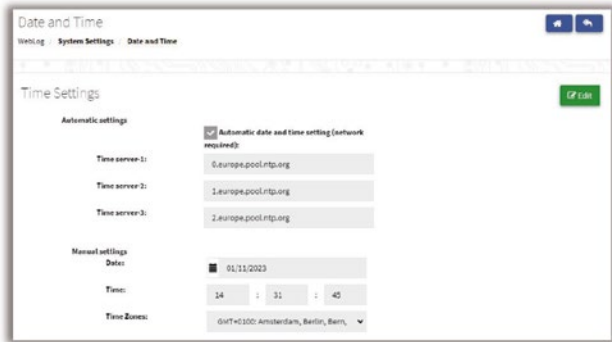 Date and Time
WebLog / System Settings / Date and Time
Time Settings
Edit
Automatic settings
Automatic date and time setting (network
required):
Time server-1:
0.europe.pool.ntp.org
Time server-2:
1.europe.pool.ntp.org
Time server-3:
2.europe.pool.ntp.org
Manual settings
Date:
01/11/2023
Time:
14 : 31 : 45
Time Zones:
GMT+0100: Amsterdam, Berlin, Bern,